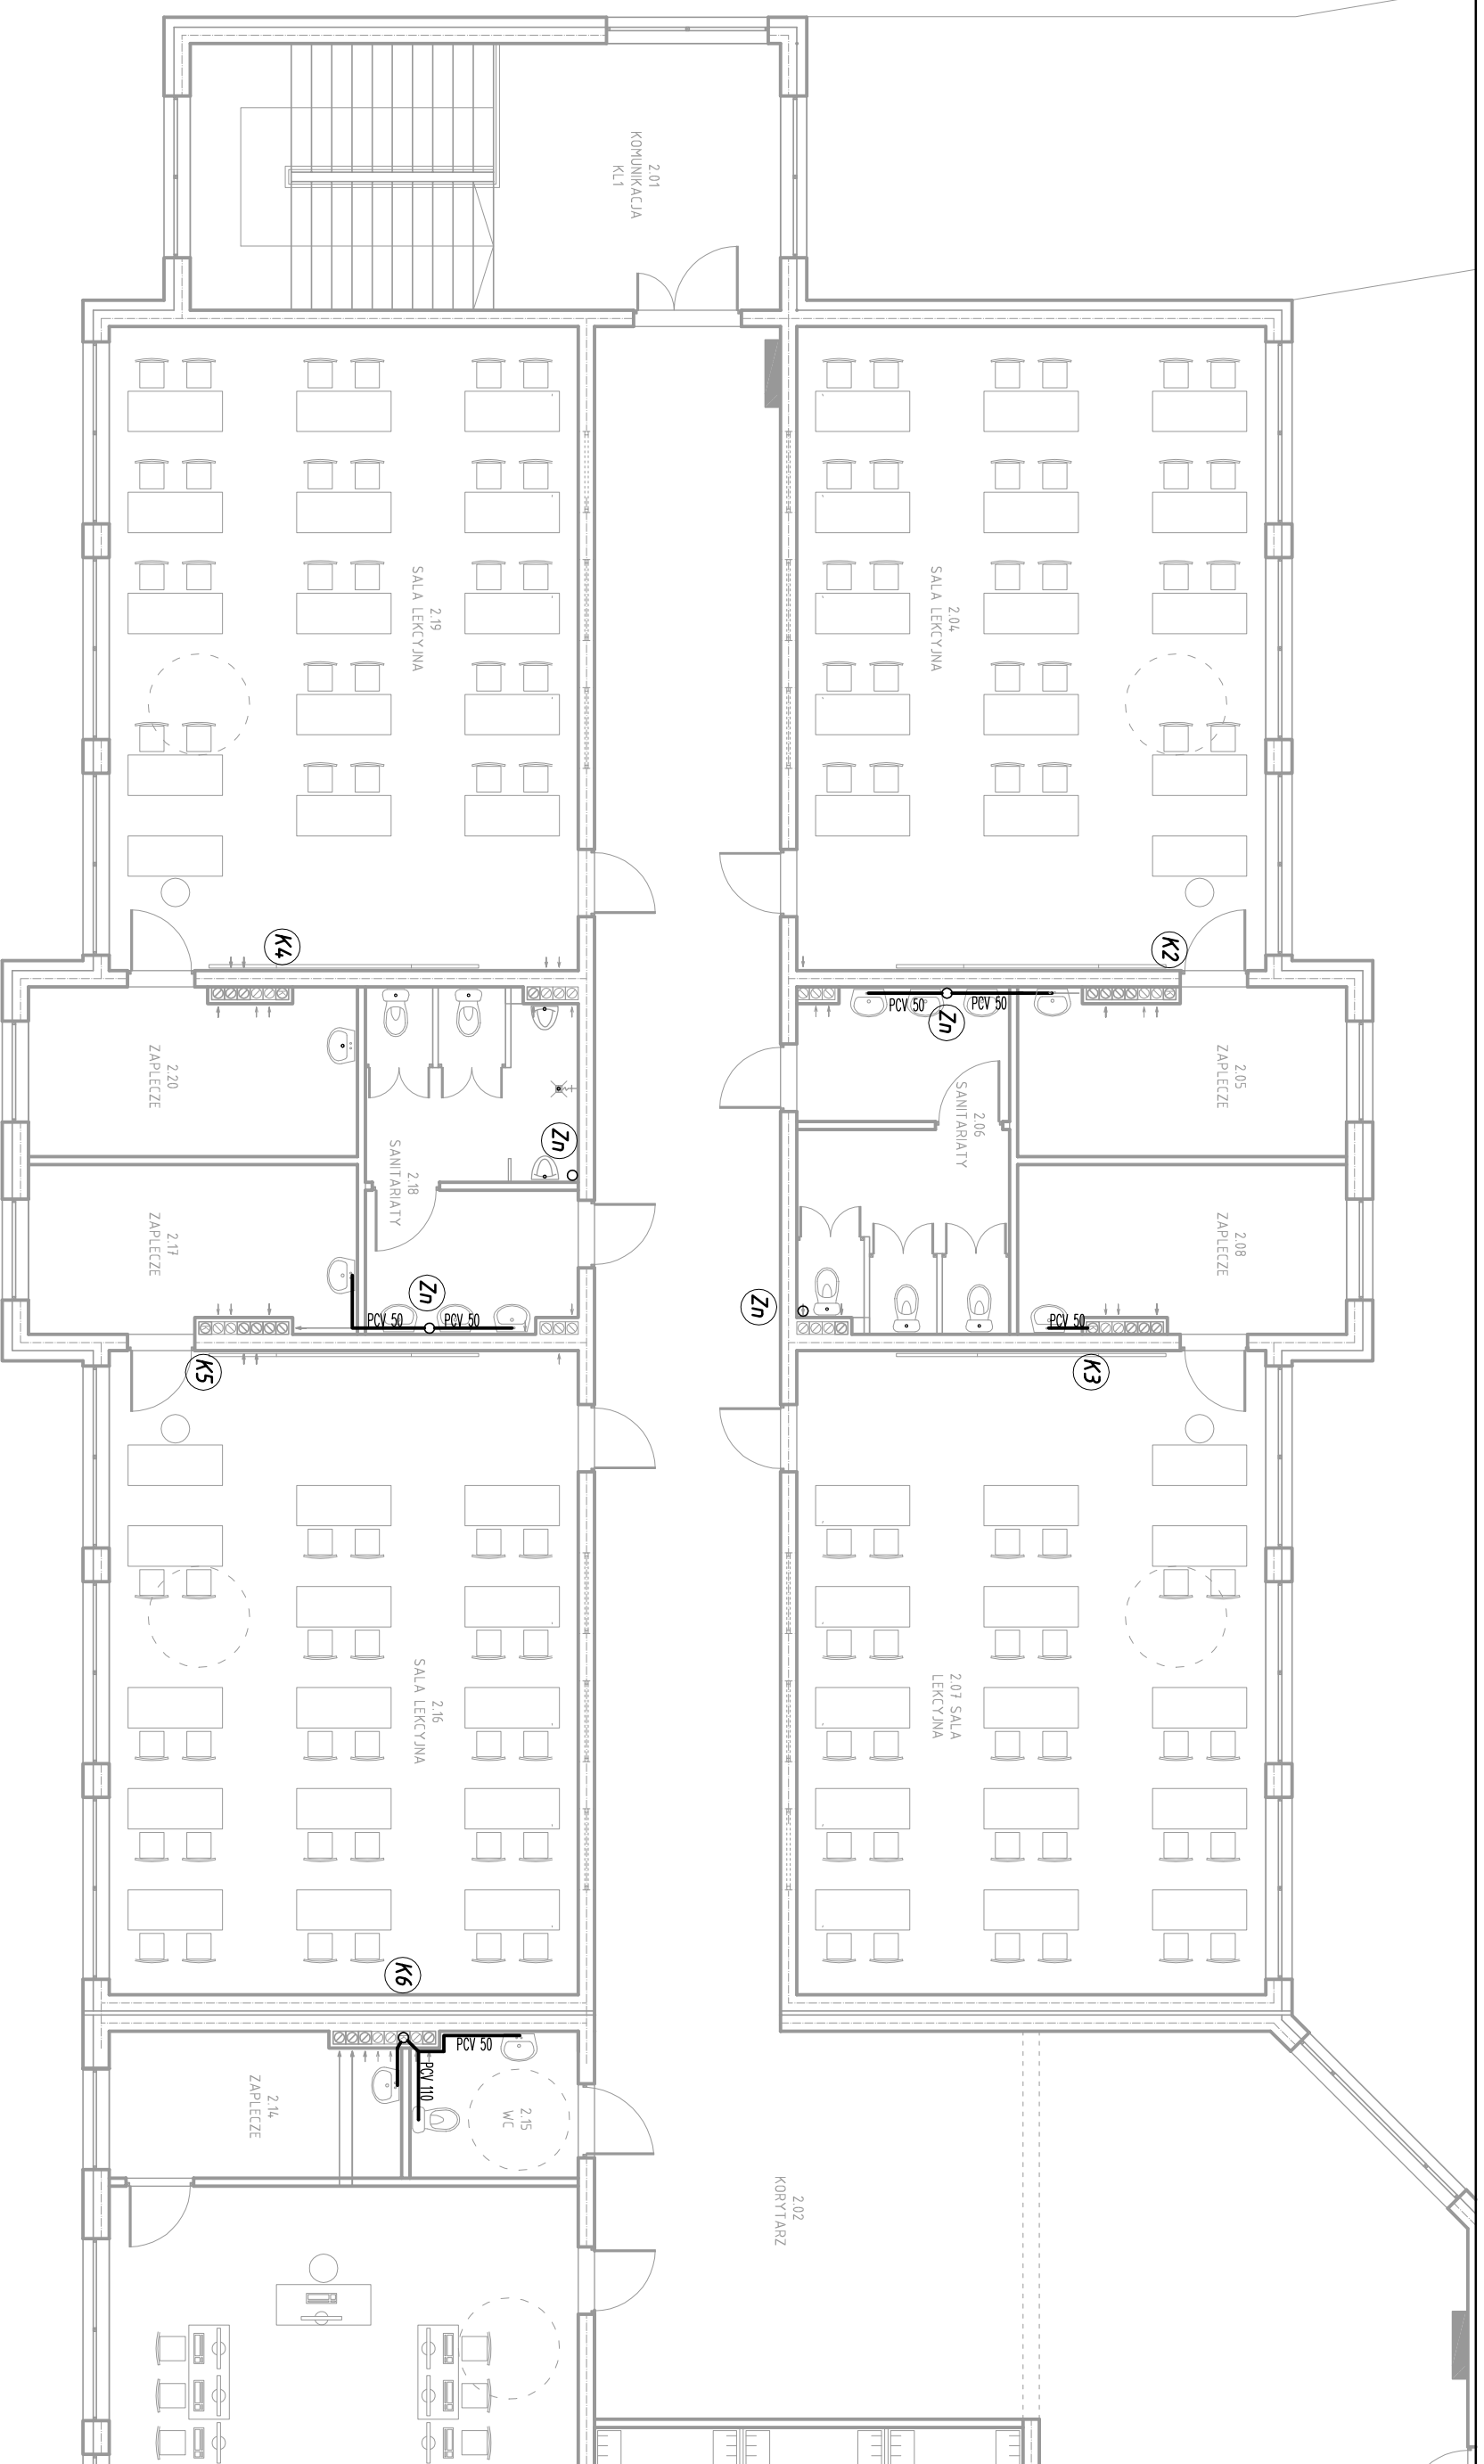 2.01
KOMUNIKACJA
KL1
2.19
SALA LEKCYJNA
2.04
SALA LEKCYJNA
K4
K2
PCV 50
PCV 50
Zn
2.20
ZAPLECZE
2.05
ZAPLECZE
2.06
SANITARIATY
Zn
2.18
SANITARIATY
2.17
ZAPLECZE
2.08
ZAPLECZE
Zn
PCV 50
PCV 50
Zn
PCV 50
K5
K3
2.16
SALA LEKCYJNA
2.07 SALA
LEKCYJNA
K6
PCV 50
PCV 110
2.14
ZAPLECZE
2.15
WC
2.02
KORYTARZ